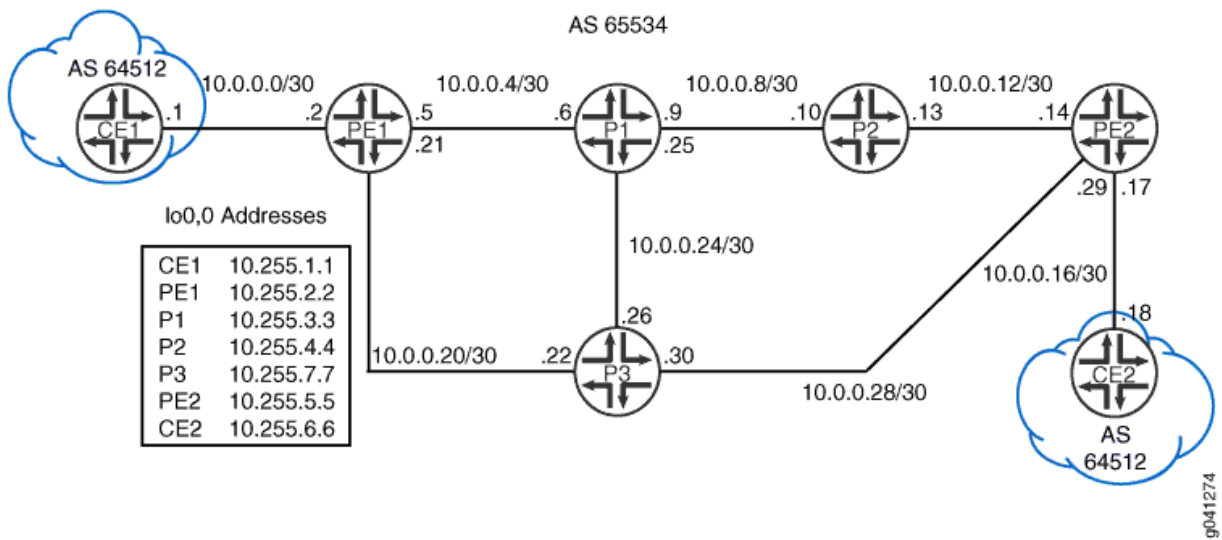 AS 65534
AS 64512
10.0.0.0/30
10.0.0.4/30
10.0.0.8/30
10.0.0.12/30
CE1
.1
.2
PE1
.5
.21
.6
P1
.9
.25
.10
P2
.13
.14
PE2
.29
.17
lo0,0 Addresses
CE1 10.255.1.1
PE1 10.255.2.2
P1 10.255.3.3
P2 10.255.4.4
P3 10.255.7.7
PE2 10.255.5.5
CE2 10.255.6.6
10.0.0.24/30
10.0.0.16/30
.26
.18
10.0.0.20/30
.22
P3
.30
10.0.0.28/30
CE2
AS
64512
g041274